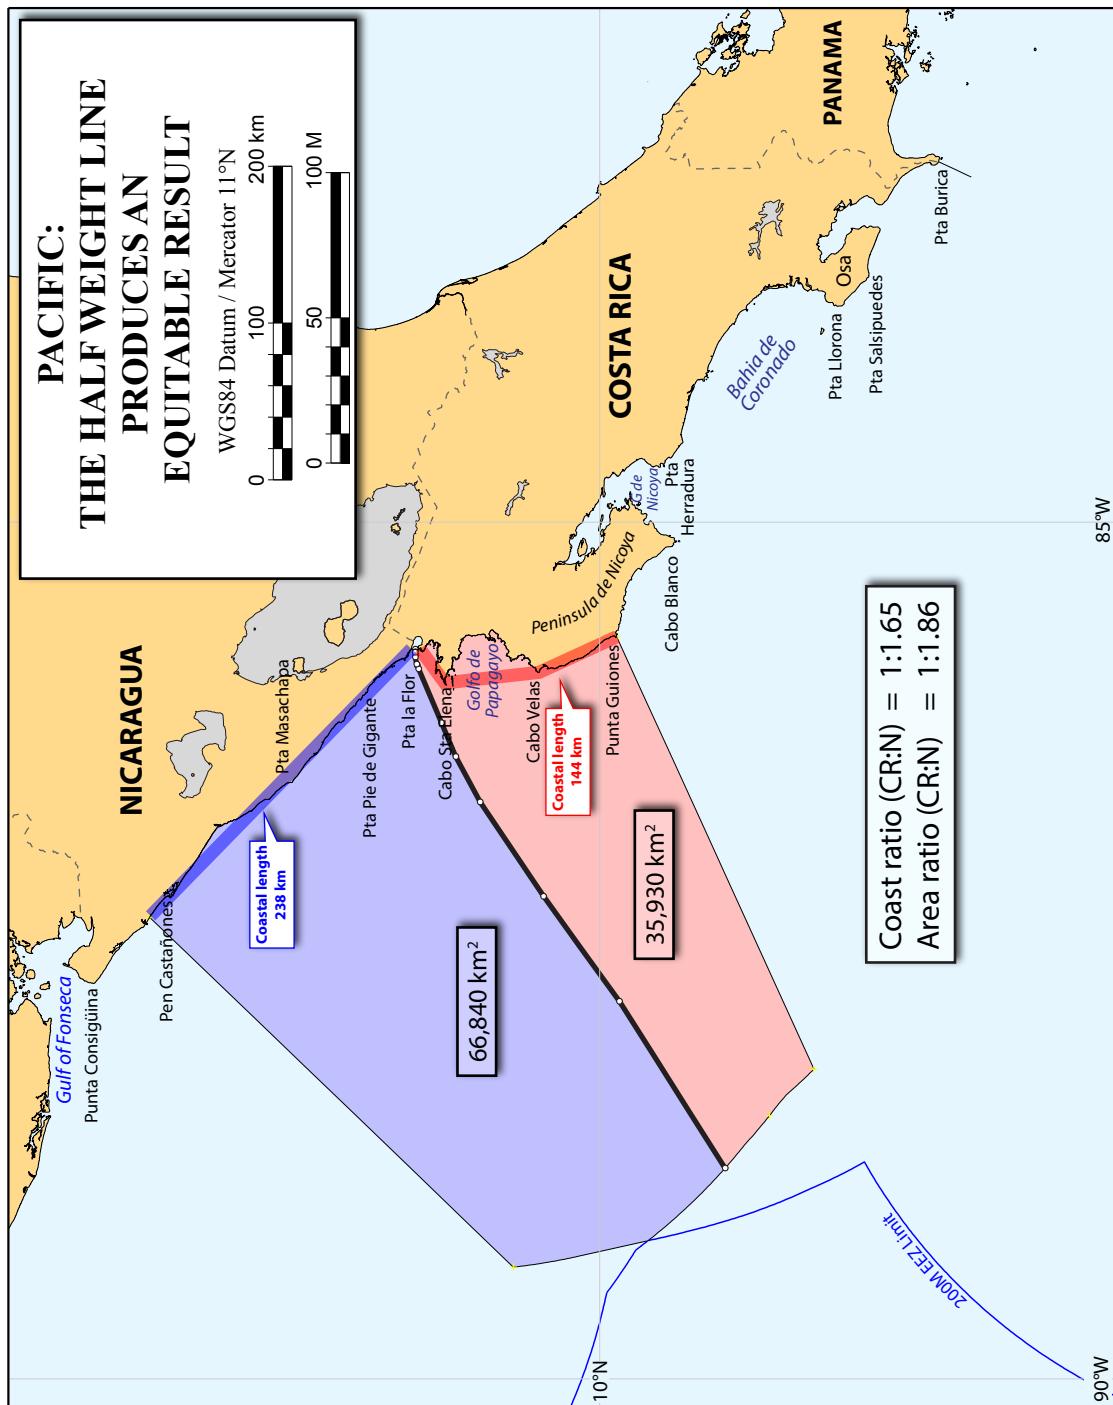 PACIFIC:
THE HALF WEIGHT LINE
PRODUCES AN
EQUITABLE RESULT
WGS84 Datum / Mercator 11°N
0
100
200 km
0
50
100 M
NICARAGUA
COSTA RICA
PANAMA
Gulf of Fonseca
Punta Consigüina
Pen Castañones
Pta Masachapa
Pta Pie de Gigante
Pta la Flor
Cabo Sta Elena
Golfo de
Papagayo
Cabo Velas
Punta Guiones
Peninsula de Nicoya
Cabo Blanco
G de
Nicoya
Pta
Herradura
Bahia de
Coronado
Pta Llorona
Osa
Pta Salsipuedes
Pta Burica
Coastal length
238 km
Coastal length
144 km
66,840 km²
35,930 km²
Coast ratio (CR:N) = 1:1.65
Area ratio (CR:N) = 1:1.86
200M EEZ Limit
10°N
90°W
85°W